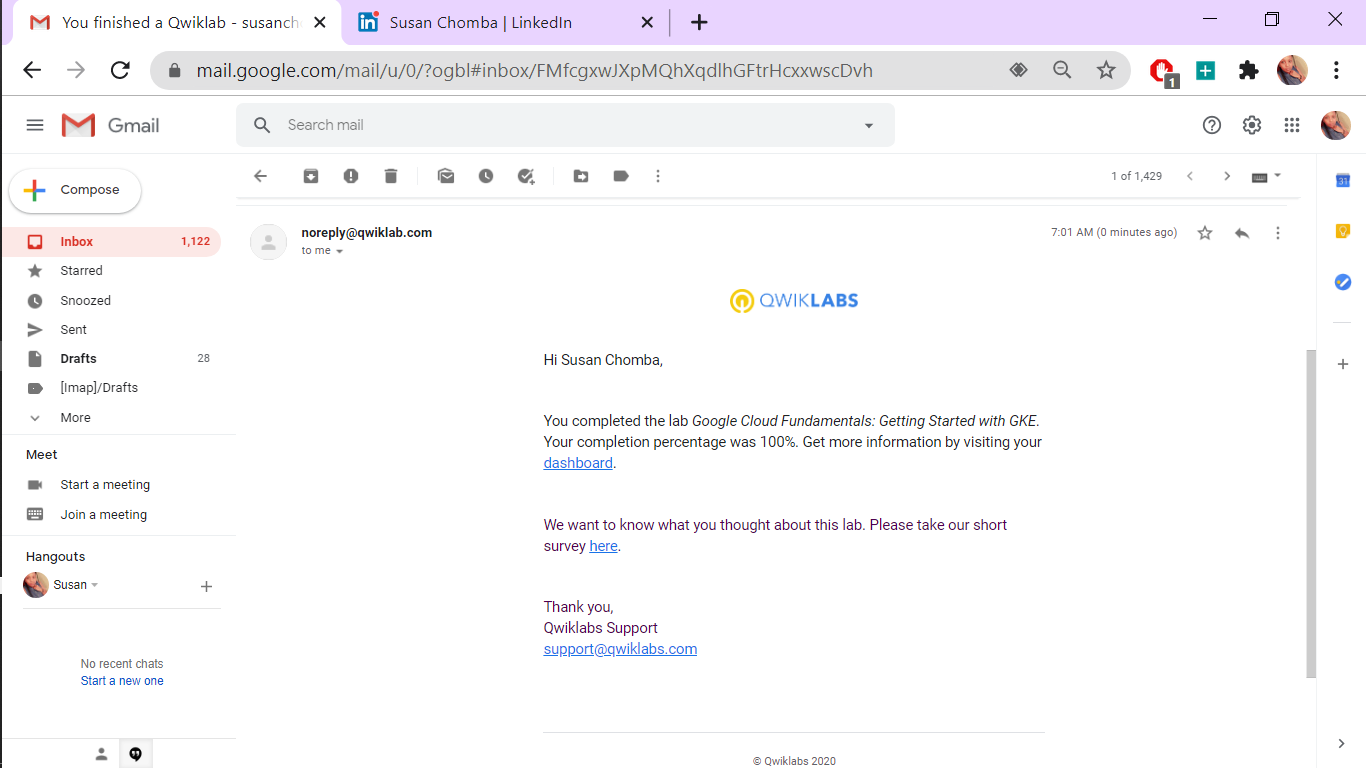 You finished a Qwiklab - susanch
Susan Chomba | LinkedIn
mail.google.com/mail/u/0/?ogbl#inbox/FMfcgxwJXpMQhXqdlhGFtrHcxxwscDvh
1
Gmail
Search mail
Compose
1 of 1,429
Inbox 1,122
Starred
Snoozed
Sent
Drafts 28
[Imap]/Drafts
More
Meet
Start a meeting
Join a meeting
Hangouts
Susan
No recent chats
Start a new one
noreply@qwiklab.com
to me
7:01 AM (0 minutes ago)
QWIKLABS
Hi Susan Chomba,
You completed the lab Google Cloud Fundamentals: Getting Started with GKE.
Your completion percentage was 100%. Get more information by visiting your
dashboard.
We want to know what you thought about this lab. Please take our short
survey here.
Thank you,
Qwiklabs Support
support@qwiklabs.com
© Qwiklabs 2020
31